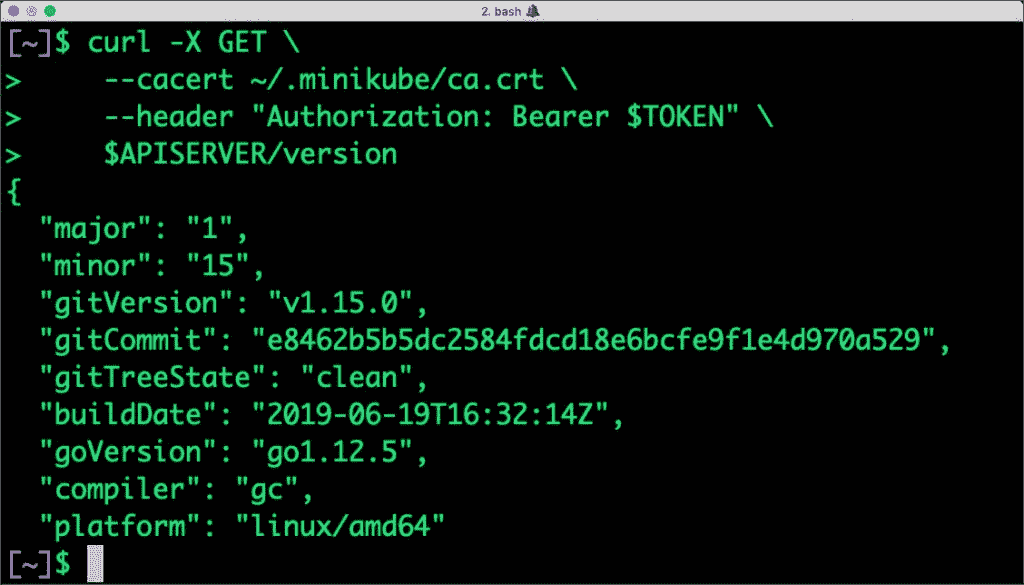 2. bash
[~]$ curl -X GET \
>     --cacert ~/.minikube/ca.crt \
>     --header "Authorization: Bearer $TOKEN" \
>     $APISERVER/version
{
  "major": "1",
  "minor": "15",
  "gitVersion": "v1.15.0",
  "gitCommit": "e8462b5b5dc2584fdcd18e6bcfe9f1e4d970a529",
  "gitTreeState": "clean",
  "buildDate": "2019-06-19T16:32:14Z",
  "goVersion": "go1.12.5",
  "compiler": "gc",
  "platform": "linux/amd64"
[~]$